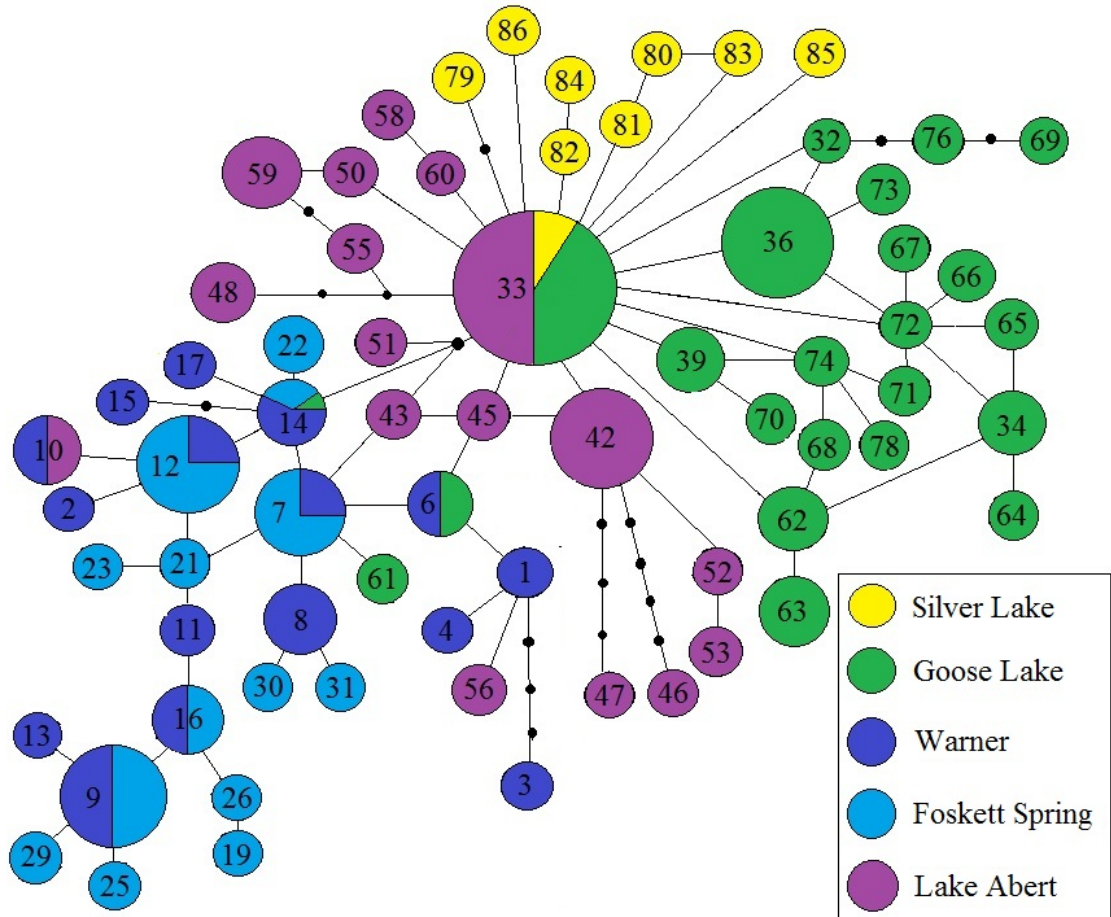 86
80 83 85
79 84
58 81
82 32 76 69
59 50 60 73
36
55 67
66
48 33
72 65
51
22 39 74
17 71
15 14 43 45 70 34
42 68 78
10 12
2 7 6 62 64
23 21 61 1 52
11 8 4 63
53
30 31 56 47 46
13 16
9 26 3
29 25 19
Silver Lake
Goose Lake
Warner
Foskett Spring
Lake Abert